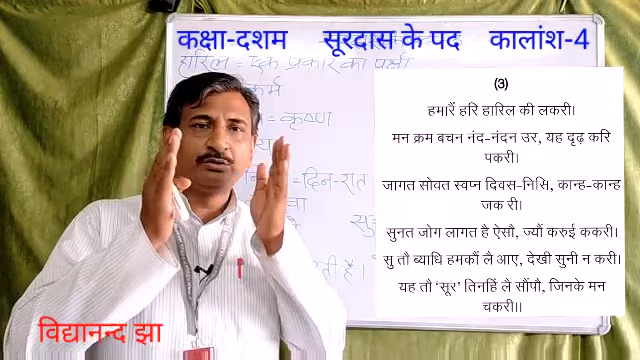 कक्षा-दशम सूरदास के पद कालांश-4
हारिल = एक प्रकार का पक्षी
कर्म
= कृष्ण
= दिन-रात
है।
(3)
हमारैं हरि हारिल की लकरी।
मन क्रम बचन नंद-नंदन उर, यह दृढ़ करि
पकरी।
जागत सोवत स्वप्न दिवस-निसि, कान्ह-कान्ह
जक री।
सुनत जोग लागत है ऐसौ, ज्यौं करुई ककरी।
सु तौ ब्याधि हमकौं लै आए, देखी सुनी न करी।
यह तौ ‘सूर’ तिनहिं लै सौंपौ, जिनके मन
चकरी।।
विद्यानन्द झा